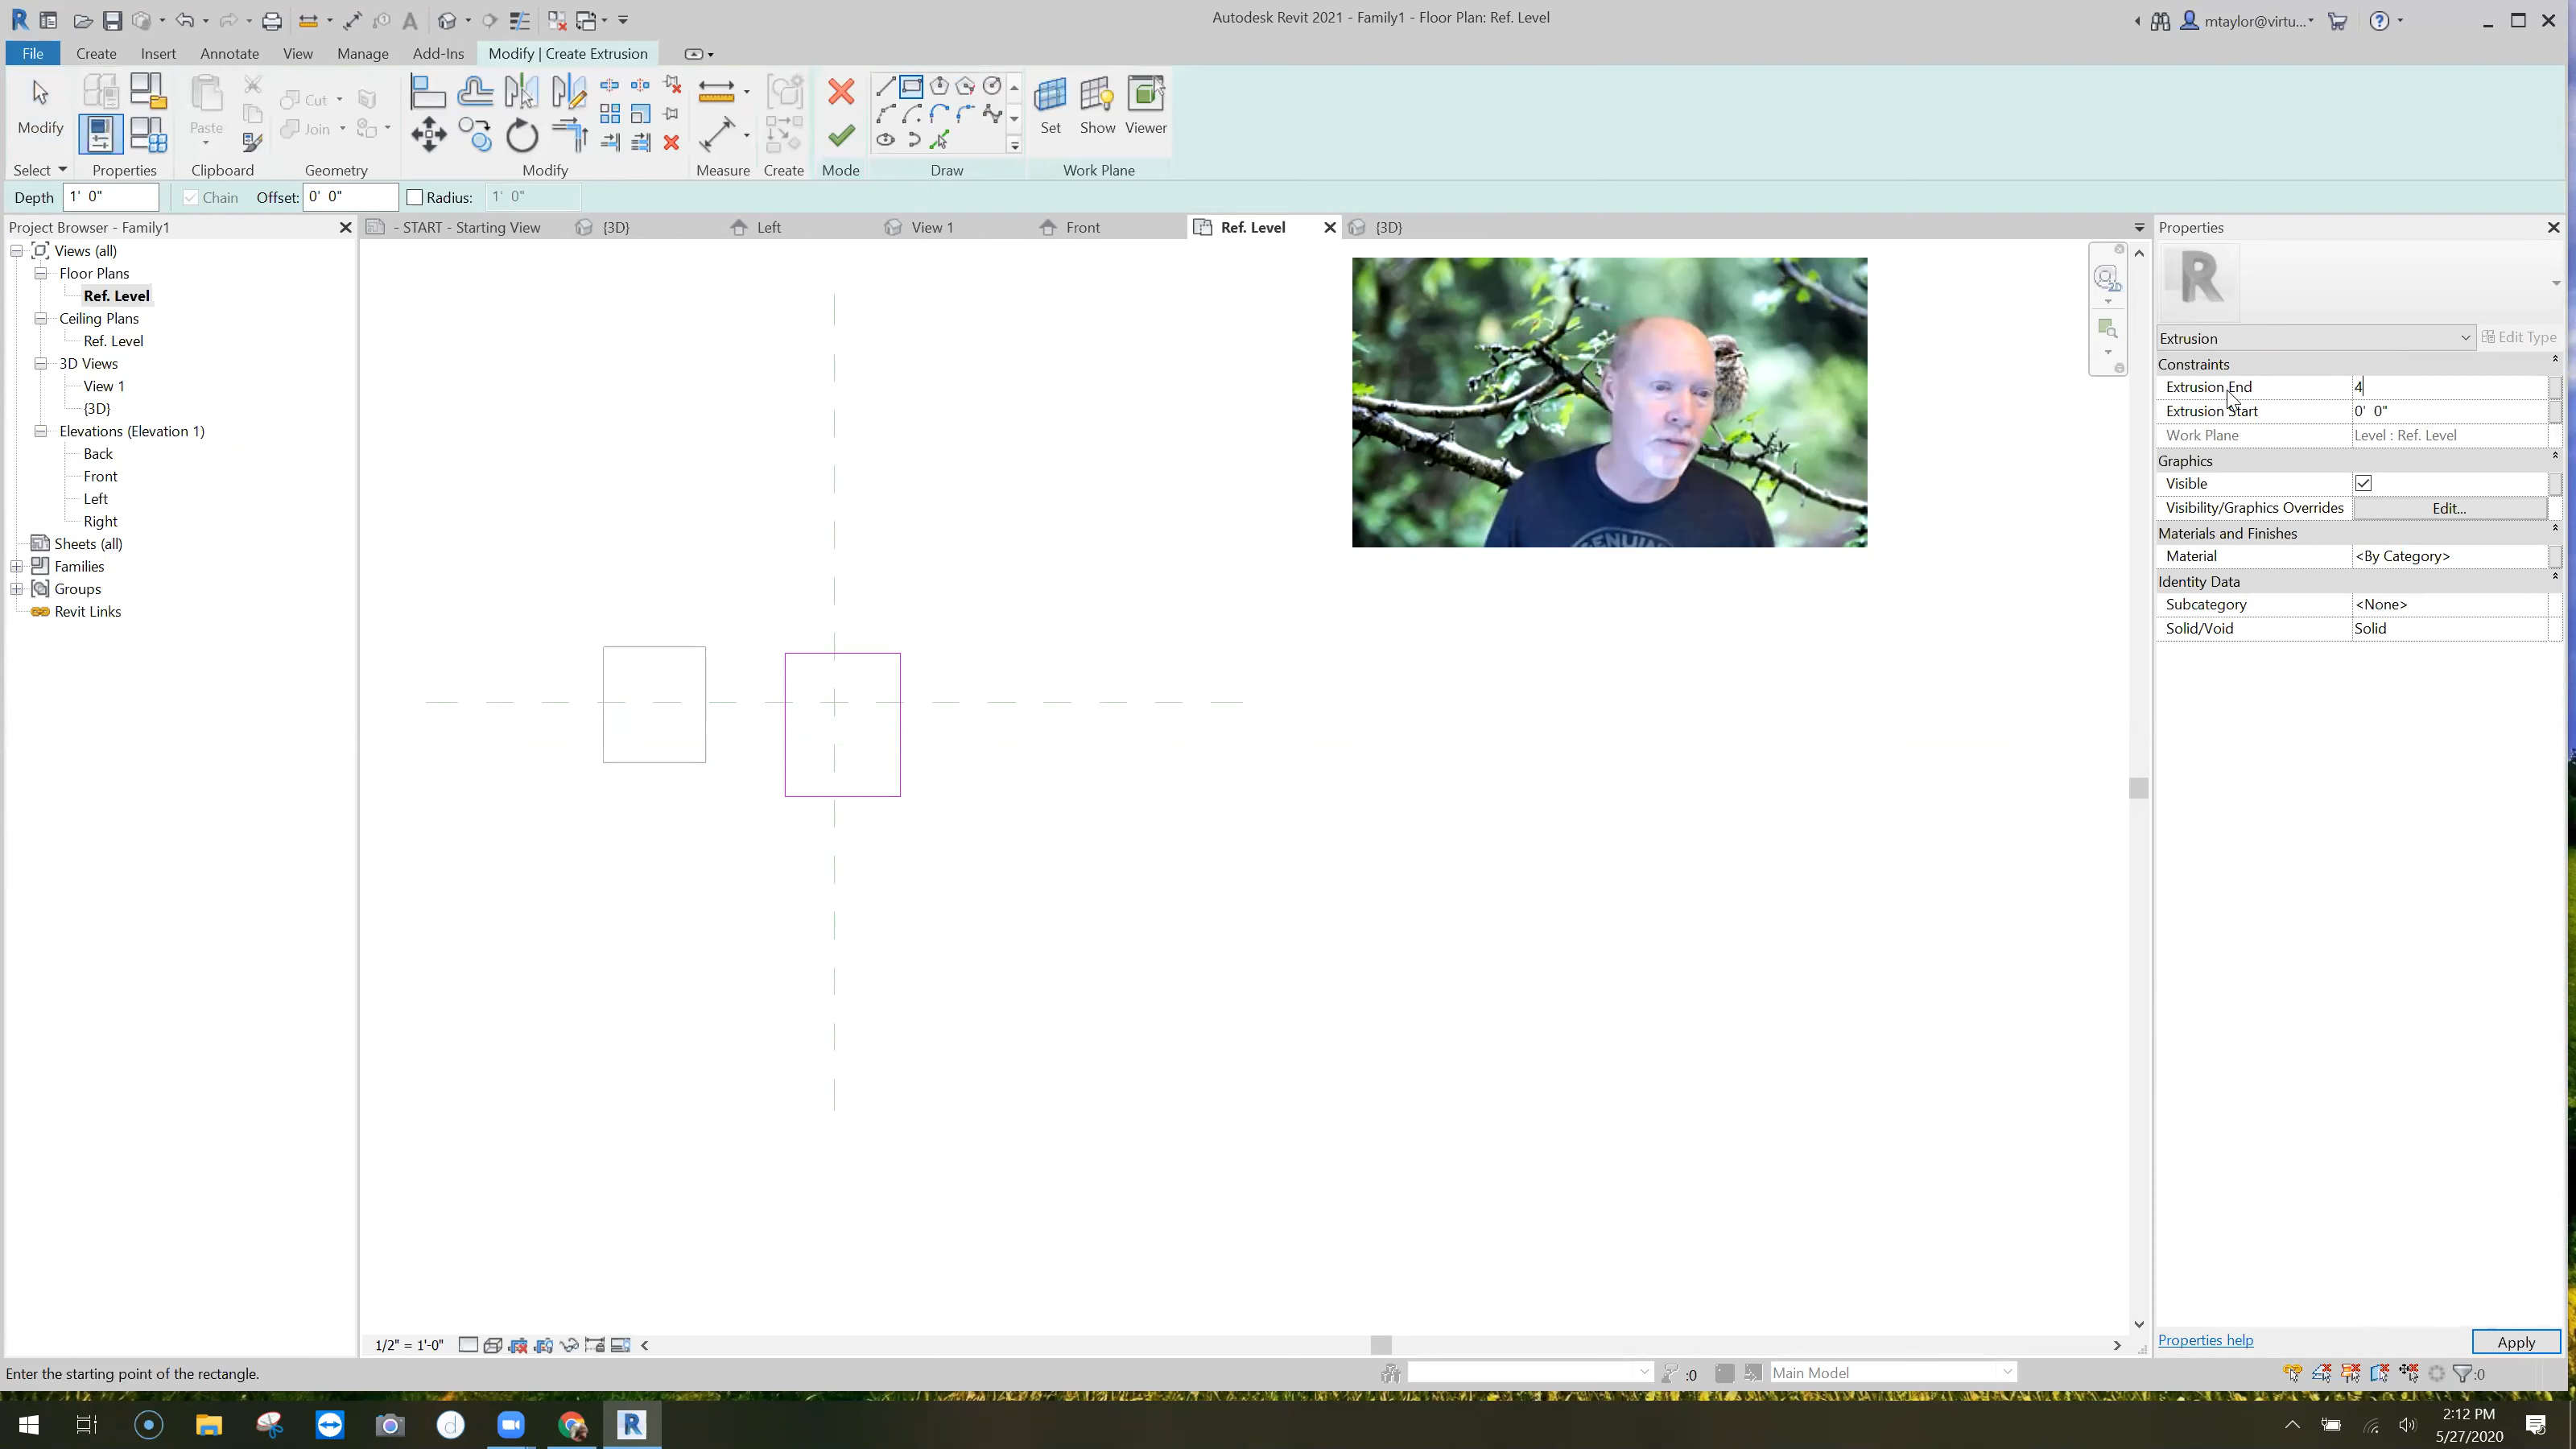 Autodesk Revit 2021 - Family1 - Floor Plan: Ref. Level
mtaylor@virtu...
File Create Insert Annotate View Manage Add-Ins Modify | Create Extrusion
Modify
Paste
Cut
Join
Set Show Viewer
Select Properties Clipboard Geometry Modify Measure Create Mode Draw Work Plane
Depth 1' 0" Chain Offset: 0' 0" Radius: 1' 0"
Project Browser - Family1
- START - Starting View {3D} Left View 1 Front Ref. Level {3D}
Properties
Views (all)
Floor Plans
Ref. Level
Ceiling Plans
Ref. Level
3D Views
View 1
{3D}
Elevations (Elevation 1)
Back
Front
Left
Right
Sheets (all)
Families
Groups
Revit Links
2D
GENUIN
R
Extrusion Edit Type
Constraints
Extrusion End 4
Extrusion Start 0' 0"
Work Plane Level : Ref. Level
Graphics
Visible
Visibility/Graphics Overrides Edit...
Materials and Finishes
Material <By Category>
Identity Data
Subcategory <None>
Solid/Void Solid
Properties help Apply
1/2" = 1'-0"
Enter the starting point of the rectangle.
:0 Main Model :0
2:12 PM
5/27/2020